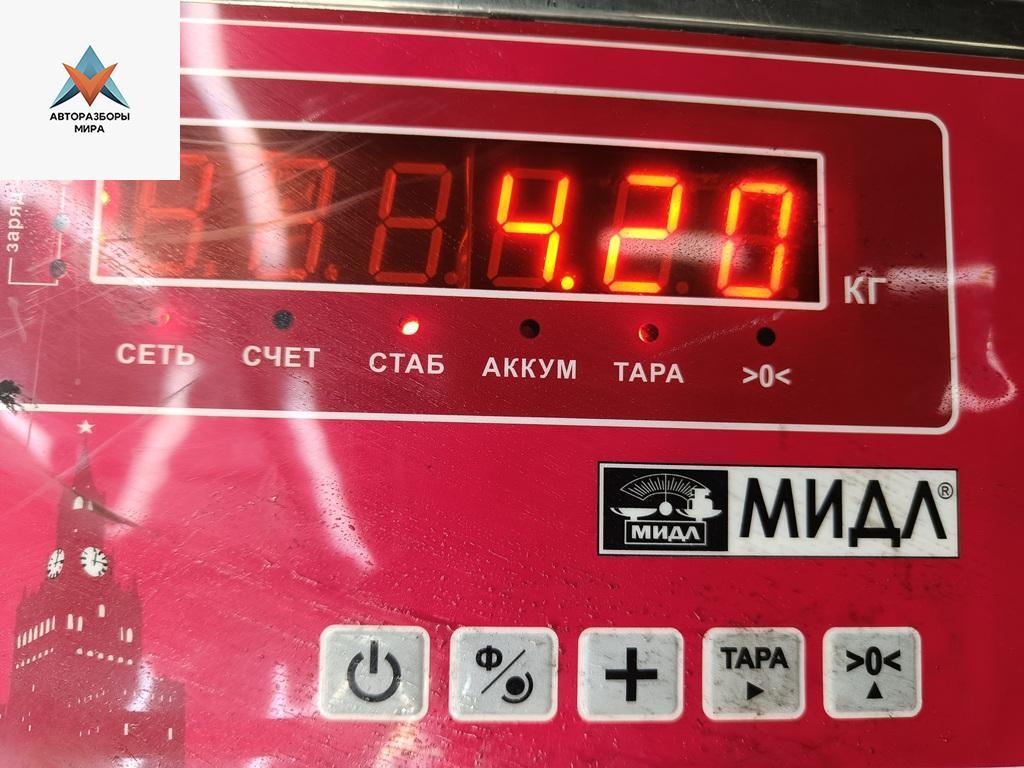 АВТОРАЗБОРЫ
МИРА
заряд
4.20
КГ
СЕТЬ СЧЕТ СТАБ АККУМ ТАРА >0<
МИДЛ МИДЛ®
Ф ТАРА >0<